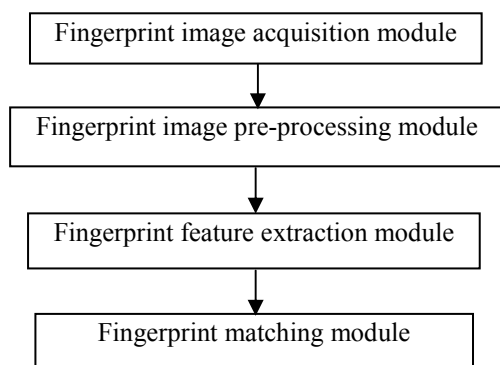 Fingerprint image acquisition module
Fingerprint image pre-processing module
Fingerprint feature extraction module
Fingerprint matching module